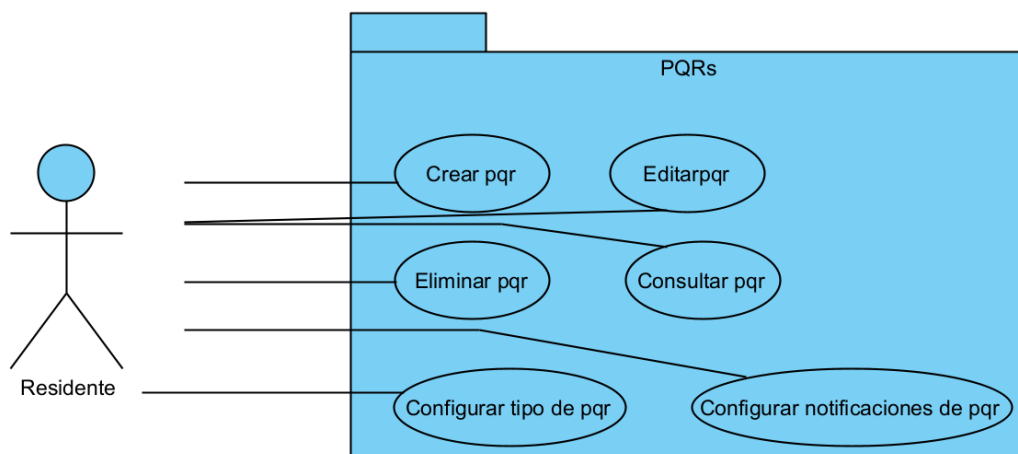 PQRs
Crear pqr
Editarpqr
Eliminar pqr
Consultar pqr
Residente
Configurar tipo de pqr
Configurar notificaciones de pqr